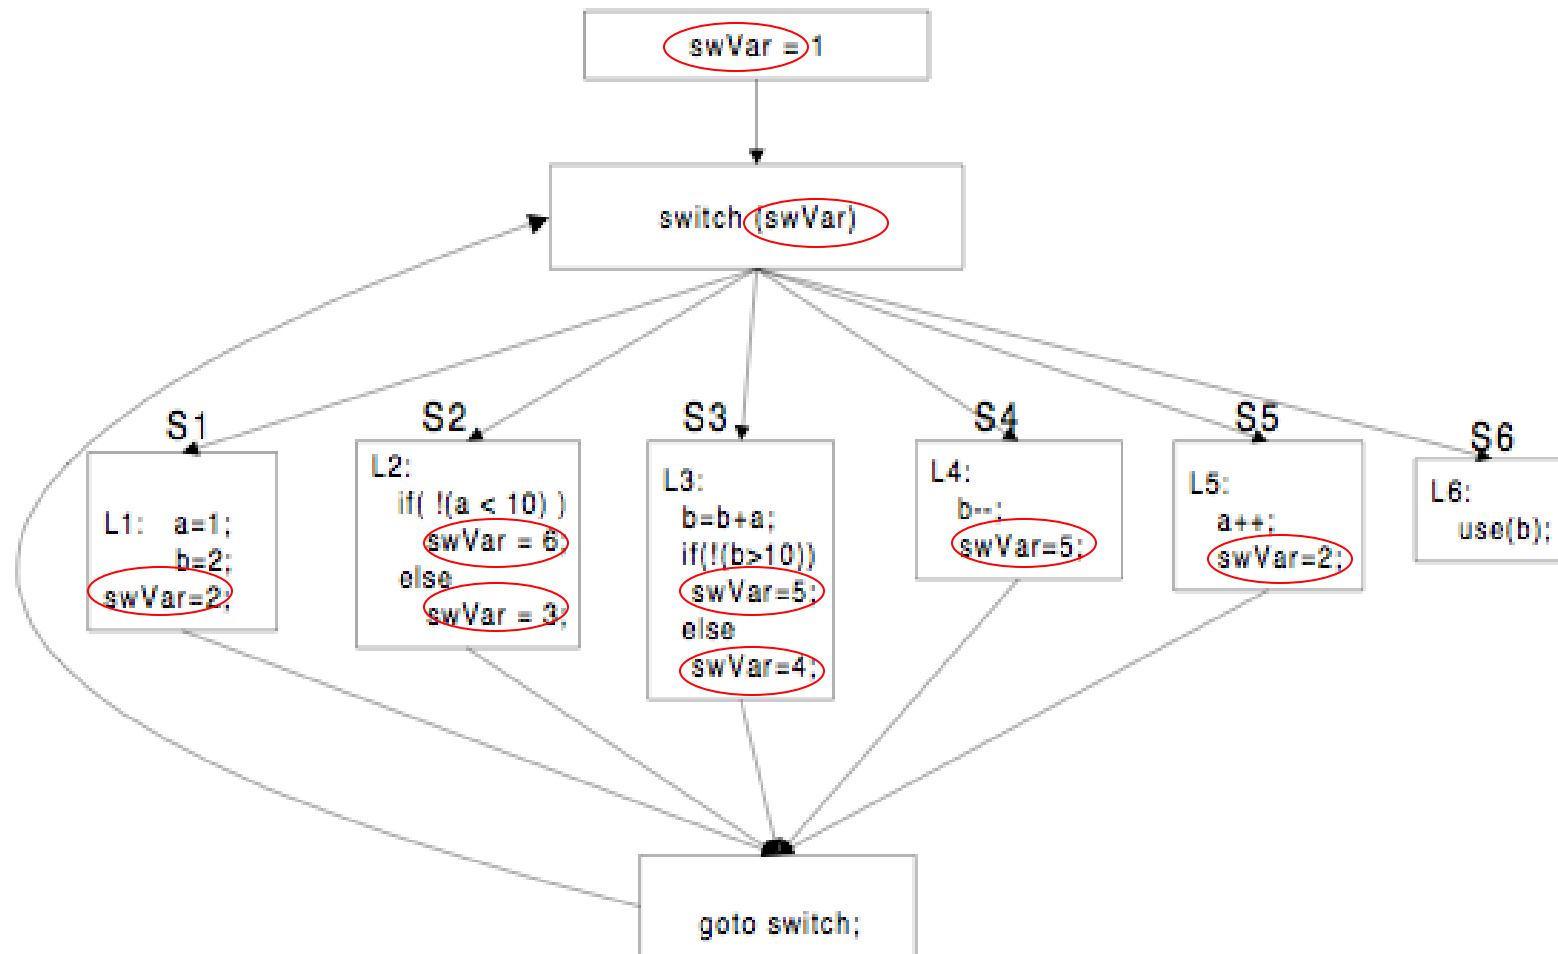 swVar = 1
switch (swVar)
S1
S2
S3
S4
S5
S6
L1: a=1;
b=2;
swVar=2;
L2:
if( !(a < 10) )
swVar = 6;
else
swVar = 3;
L3:
b=b+a;
if(!(b>10))
swVar=5;
else
swVar=4;
L4:
b--;
swVar=5;
L5:
a++;
swVar=2;
L6:
use(b);
goto switch;